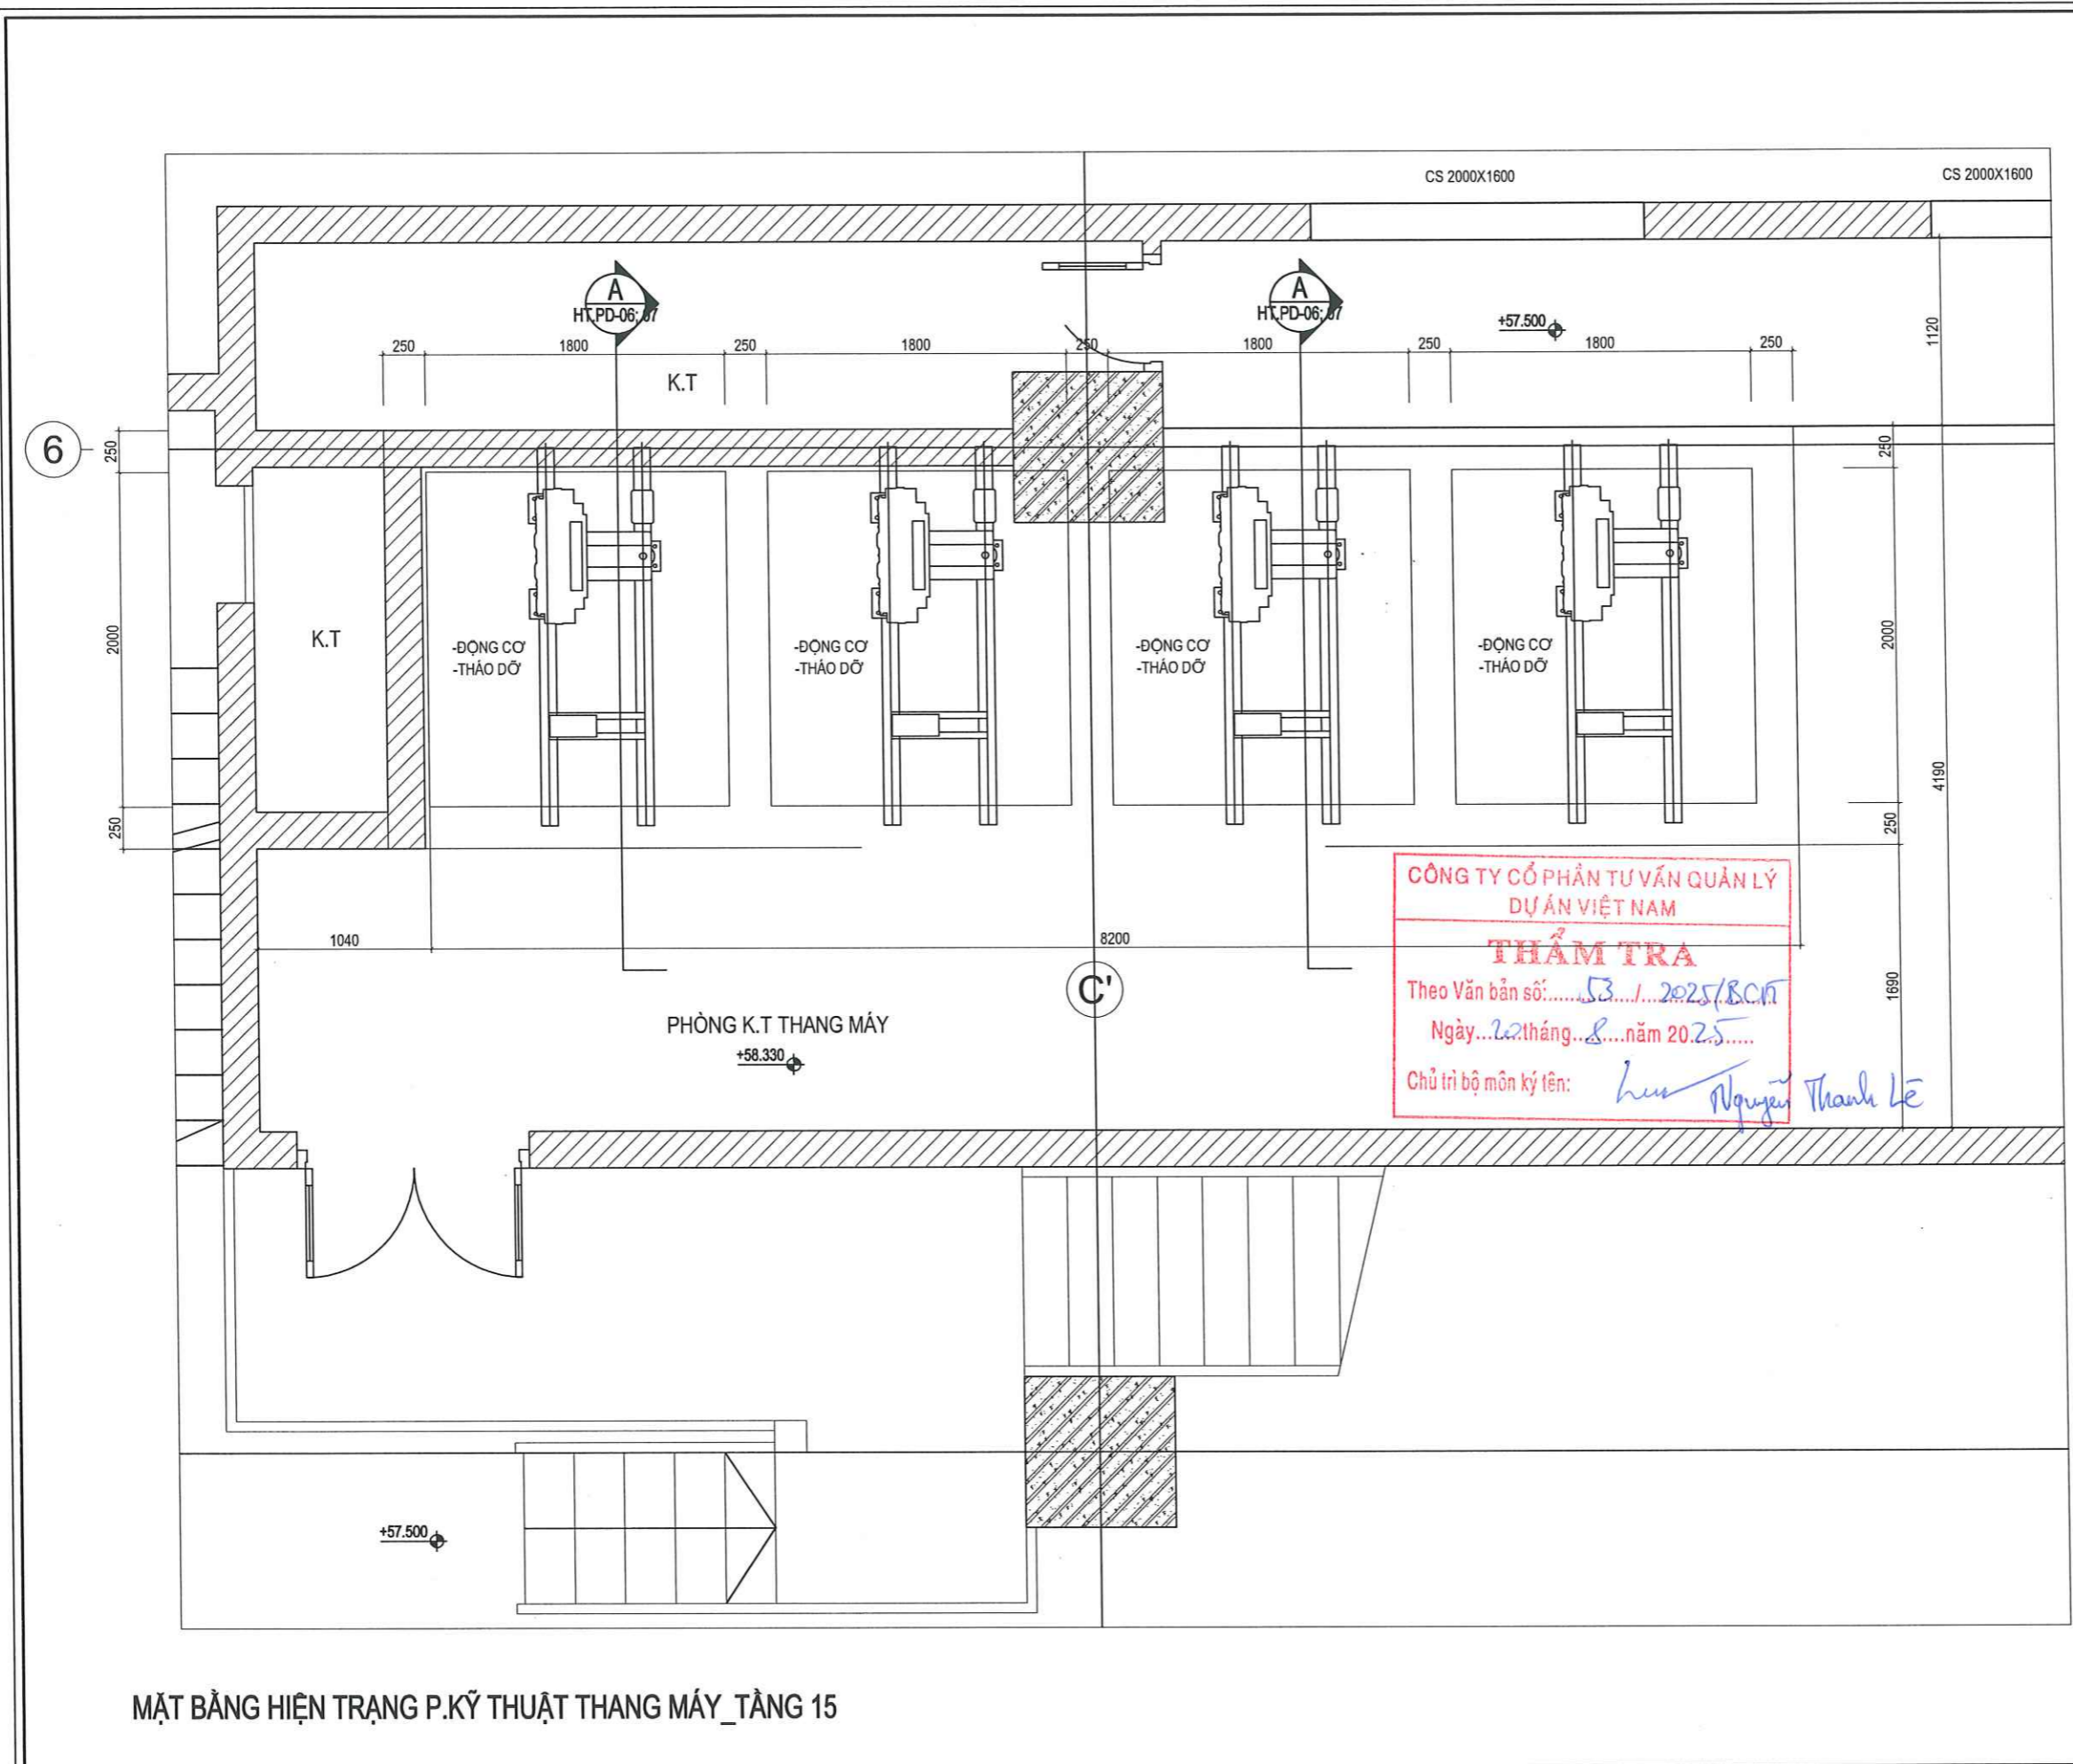 CS 2000X1600
CS 2000X1600
A
HT.PD-06; 07
A
HT.PD-06; 07
+57.500
1120
250
1800
250
1800
250
1800
250
1800
250
K.T
6
250
250
K.T
2000
2000
-ĐỘNG CƠ
-THÁO DỠ
-ĐỘNG CƠ
-THÁO DỠ
-ĐỘNG CƠ
-THÁO DỠ
-ĐỘNG CƠ
-THÁO DỠ
4190
250
250
CÔNG TY CỔ PHẦN TƯ VẤN QUẢN LÝ
DỰ ÁN VIỆT NAM
THẨM TRA
Theo Văn bản số:.....53..../....2025/BCTT
Ngày...20tháng...8....năm 20.25.....
Chủ trì bộ môn ký tên:
Nguyễn Thanh Lê
1040
8200
C'
1690
PHÒNG K.T THANG MÁY
+58.330
+57.500
MẶT BẰNG HIỆN TRẠNG P.KỸ THUẬT THANG MÁY_TẦNG 15